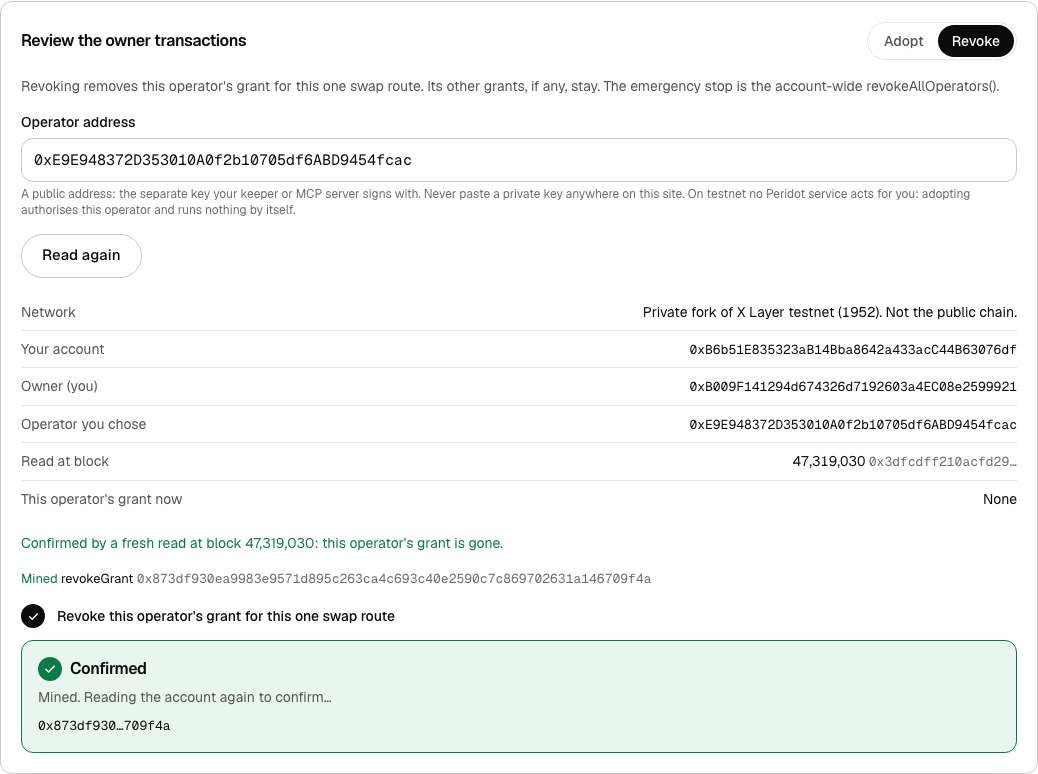 Review the owner transactions
Adopt
Revoke
Revoking removes this operator's grant for this one swap route. Its other grants, if any, stay. The emergency stop is the account-wide revokeAllOperators().
Operator address
0xE9E948372D353010A0f2b10705df6ABD9454fcac
A public address: the separate key your keeper or MCP server signs with. Never paste a private key anywhere on this site. On testnet no Peridot service acts for you: adopting
authorises this operator and runs nothing by itself.
Read again
Network Private fork of X Layer testnet (1952). Not the public chain.
Your account 0xB6b51E835323aB14Bba8642a433acC44B63076df
Owner (you) 0xB009F141294d674326d7192603a4EC08e2599921
Operator you chose 0xE9E948372D353010A0f2b10705df6ABD9454fcac
Read at block 47,319,030 0x3dfcdff210acfd29…
This operator's grant now None
Confirmed by a fresh read at block 47,319,030: this operator's grant is gone.
Mined revokeGrant 0x873df930ea9983e9571d895c263ca4c693c40e2590c7c869702631a146709f4a
Revoke this operator's grant for this one swap route
Confirmed
Mined. Reading the account again to confirm…
0x873df930…709f4a